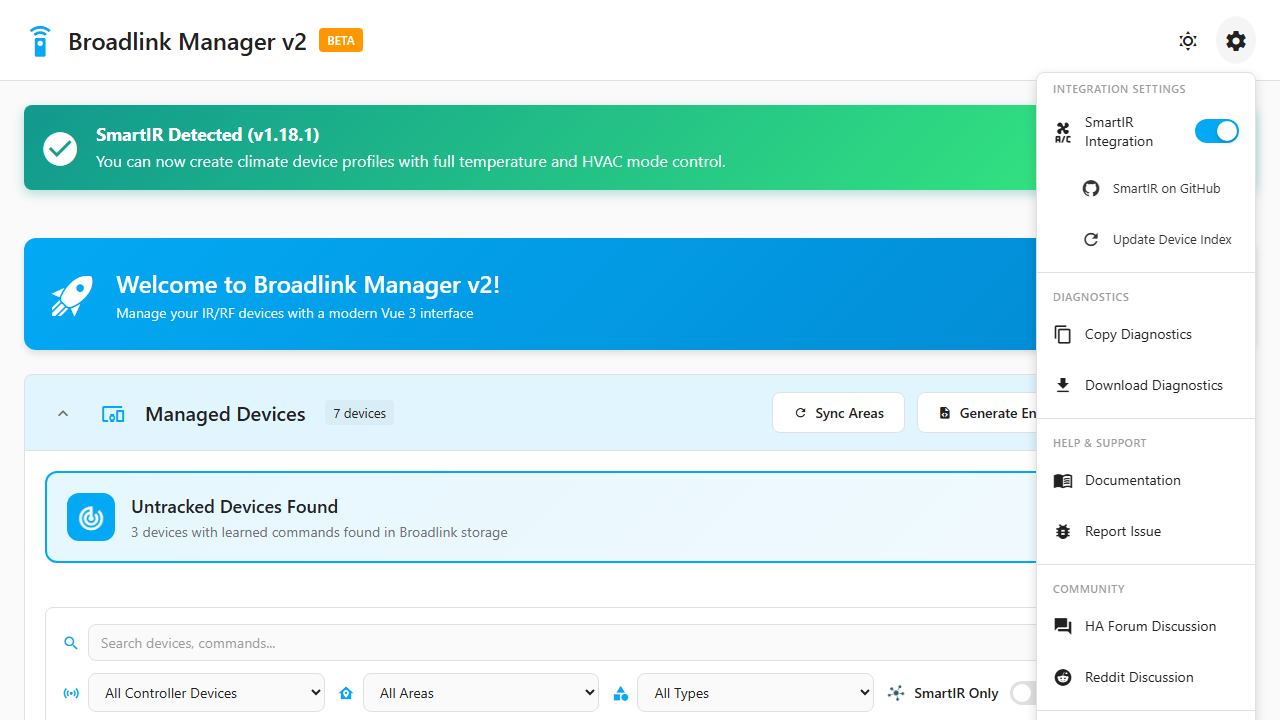 Broadlink Manager v2 BETA
SmartIR Detected (v1.18.1)
You can now create climate device profiles with full temperature and HVAC mode control.
Welcome to Broadlink Manager v2!
Manage your IR/RF devices with a modern Vue 3 interface
Managed Devices 7 devices Sync Areas Generate En
Untracked Devices Found
3 devices with learned commands found in Broadlink storage
Search devices, commands...
All Controller Devices All Areas All Types SmartIR Only
INTEGRATION SETTINGS
A/C
SmartIR
Integration
SmartIR on GitHub
Update Device Index
DIAGNOSTICS
Copy Diagnostics
Download Diagnostics
HELP & SUPPORT
Documentation
Report Issue
COMMUNITY
HA Forum Discussion
Reddit Discussion